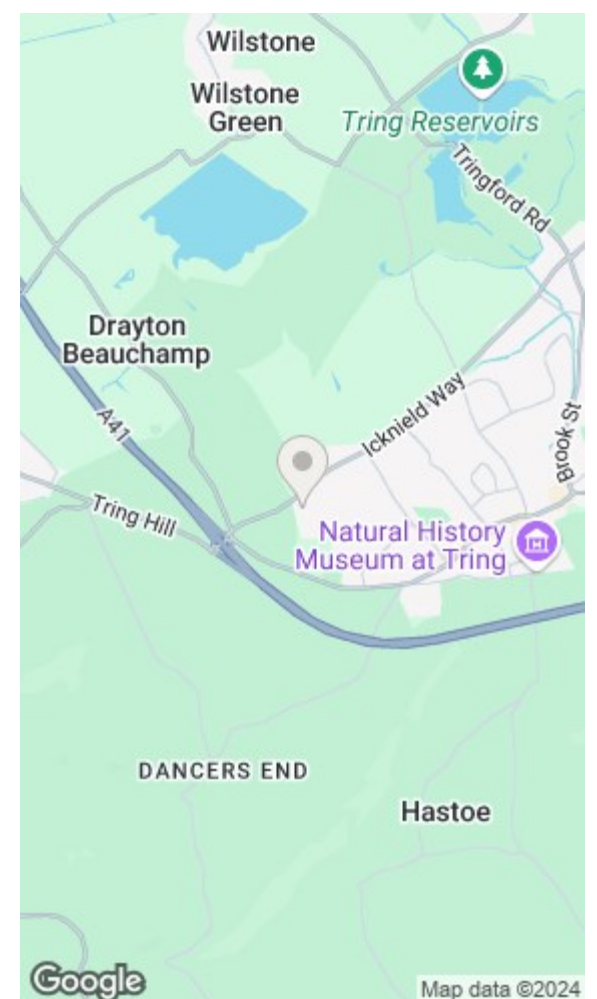 Wilstone
Wilstone
Green
Tring Reservoirs
Tringford Rd
Drayton
Beauchamp
Icknield Way
A41
Brook St
Tring Hill
Natural History
Museum at Tring
DANCERS END
Hastoe
Google
Map data ©2024